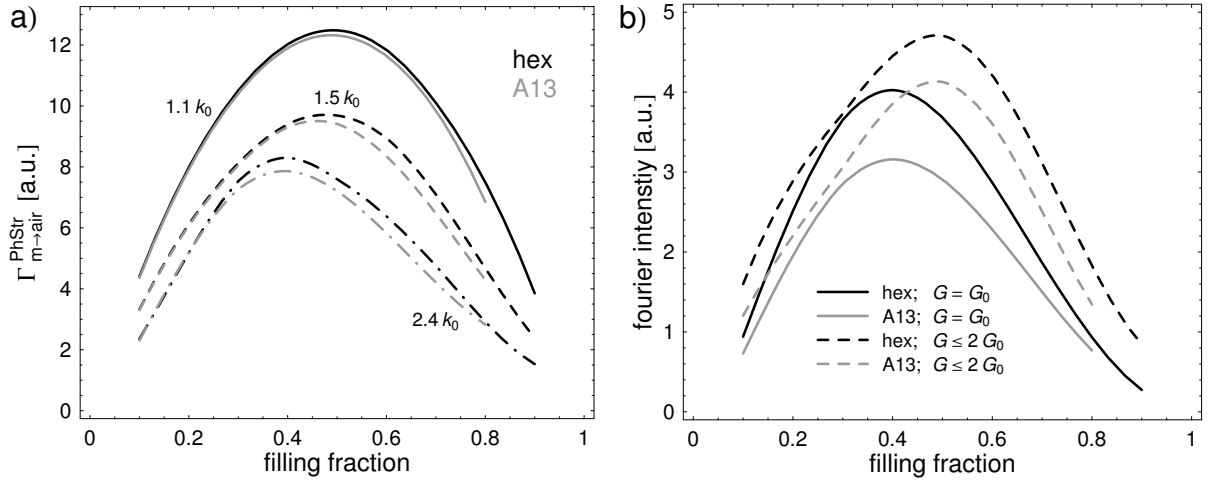 a)
Γ PhStr m→air [a.u.]
12
10
8
6
4
2
0
hex
A13
1.1 k0
1.5 k0
2.4 k0
0 0.2 0.4 0.6 0.8 1
filling fraction
b)
fourier intenstiy [a.u.]
5
4
3
2
1
0
hex; G = G0
A13; G = G0
hex; G ≤ 2 G0
A13; G ≤ 2 G0
0 0.2 0.4 0.6 0.8 1
filling fraction